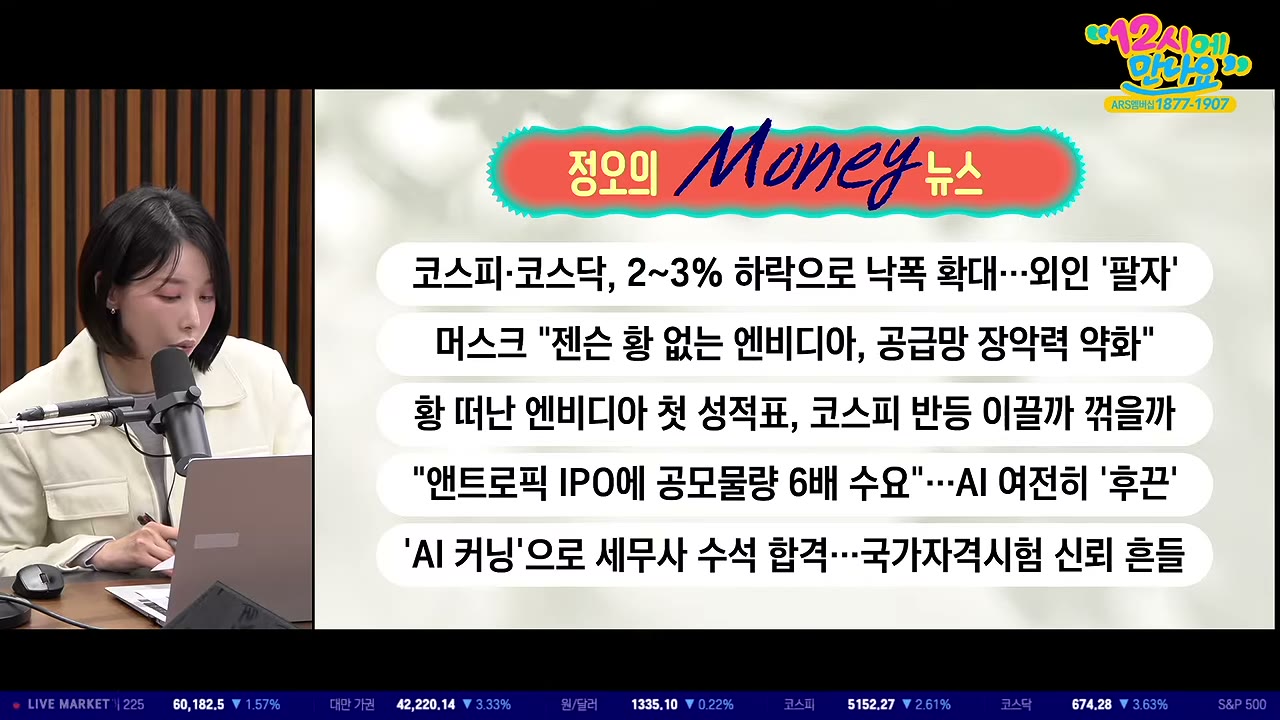 "12시에
만나요"
ARS멤버십 1877-1907
정오의 Money 뉴스
코스피·코스닥, 2~3% 하락으로 낙폭 확대…외인 '팔자'
머스크 "젠슨 황 없는 엔비디아, 공급망 장악력 약화"
황 떠난 엔비디아 첫 성적표, 코스피 반등 이끌까 꺾을까
"앤트로픽 IPO에 공모물량 6배 수요"…AI 여전히 '후끈'
'AI 커닝'으로 세무사 수석 합격…국가자격시험 신뢰 흔들
LIVE MARKET 225 60,182.5 ▼1.57% 대만 가권 42,220.14 ▼3.33% 원/달러 1335.10 ▼0.22% 코스피 5152.27 ▼2.61% 코스닥 674.28 ▼3.63% S&P 500